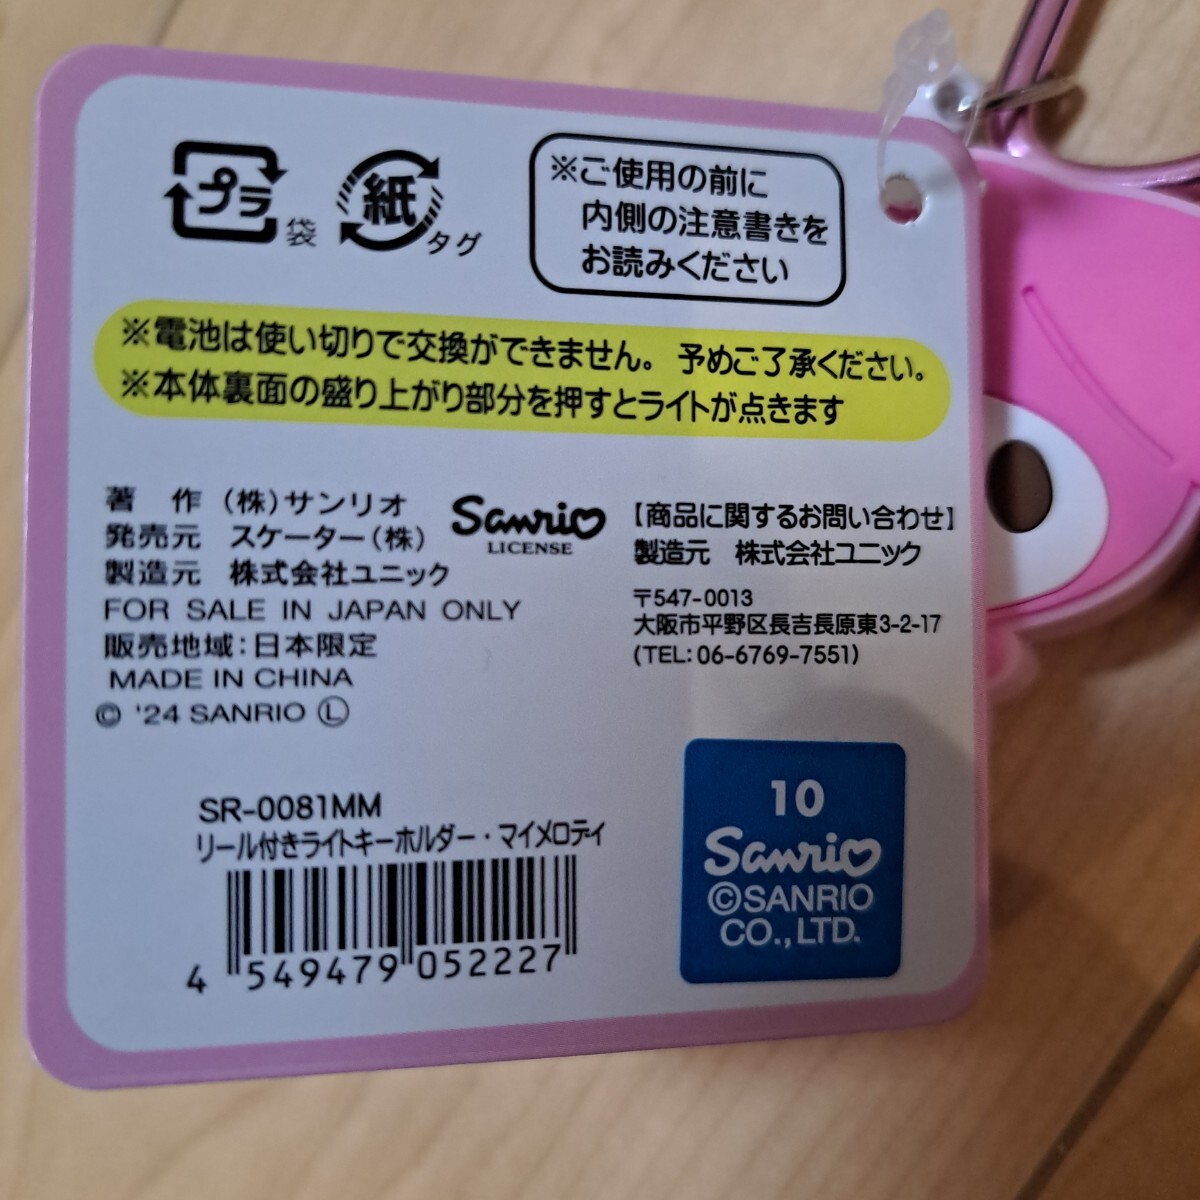 プラ 袋
紙 タグ
※ご使用の前に
内側の注意書きを
お読みください
※電池は使い切りで交換ができません。予めご了承ください。
※本体裏面の盛り上がり部分を押すとライトが点きます
著 作 (株)サンリオ
発売元 スケーター(株)
製造元 株式会社ユニック
FOR SALE IN JAPAN ONLY
販売地域:日本限定
MADE IN CHINA
© '24 SANRIO Ⓛ
Sanrio
LICENSE
【商品に関するお問い合わせ】
製造元 株式会社ユニック
〒547-0013
大阪市平野区長吉長原東3-2-17
(TEL:06-6769-7551)
SR-0081MM
リール付きライトキーホルダー・マイメロディ
4 549479 052227
10
Sanrio
©SANRIO
CO.,LTD.